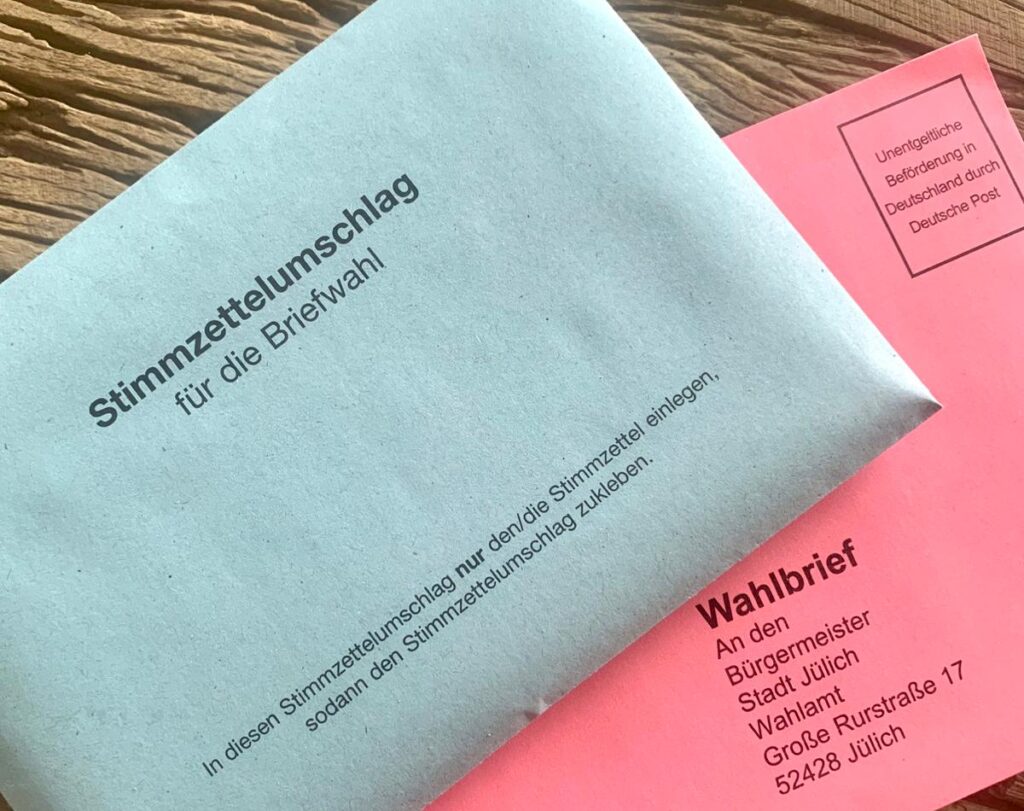 Stimmzettelumschlag
für die Briefwahl
In diesen Stimmzettelumschlag nur den/die Stimmzettel einlegen,
sodann den Stimmzettelumschlag zukleben.
Unentgeltliche
Beförderung in
Deutschland durch
Deutsche Post
Wahlbrief
An den
Bürgermeister
Stadt Jülich
Wahlamt
Große Rurstraße 17
52428 Jülich